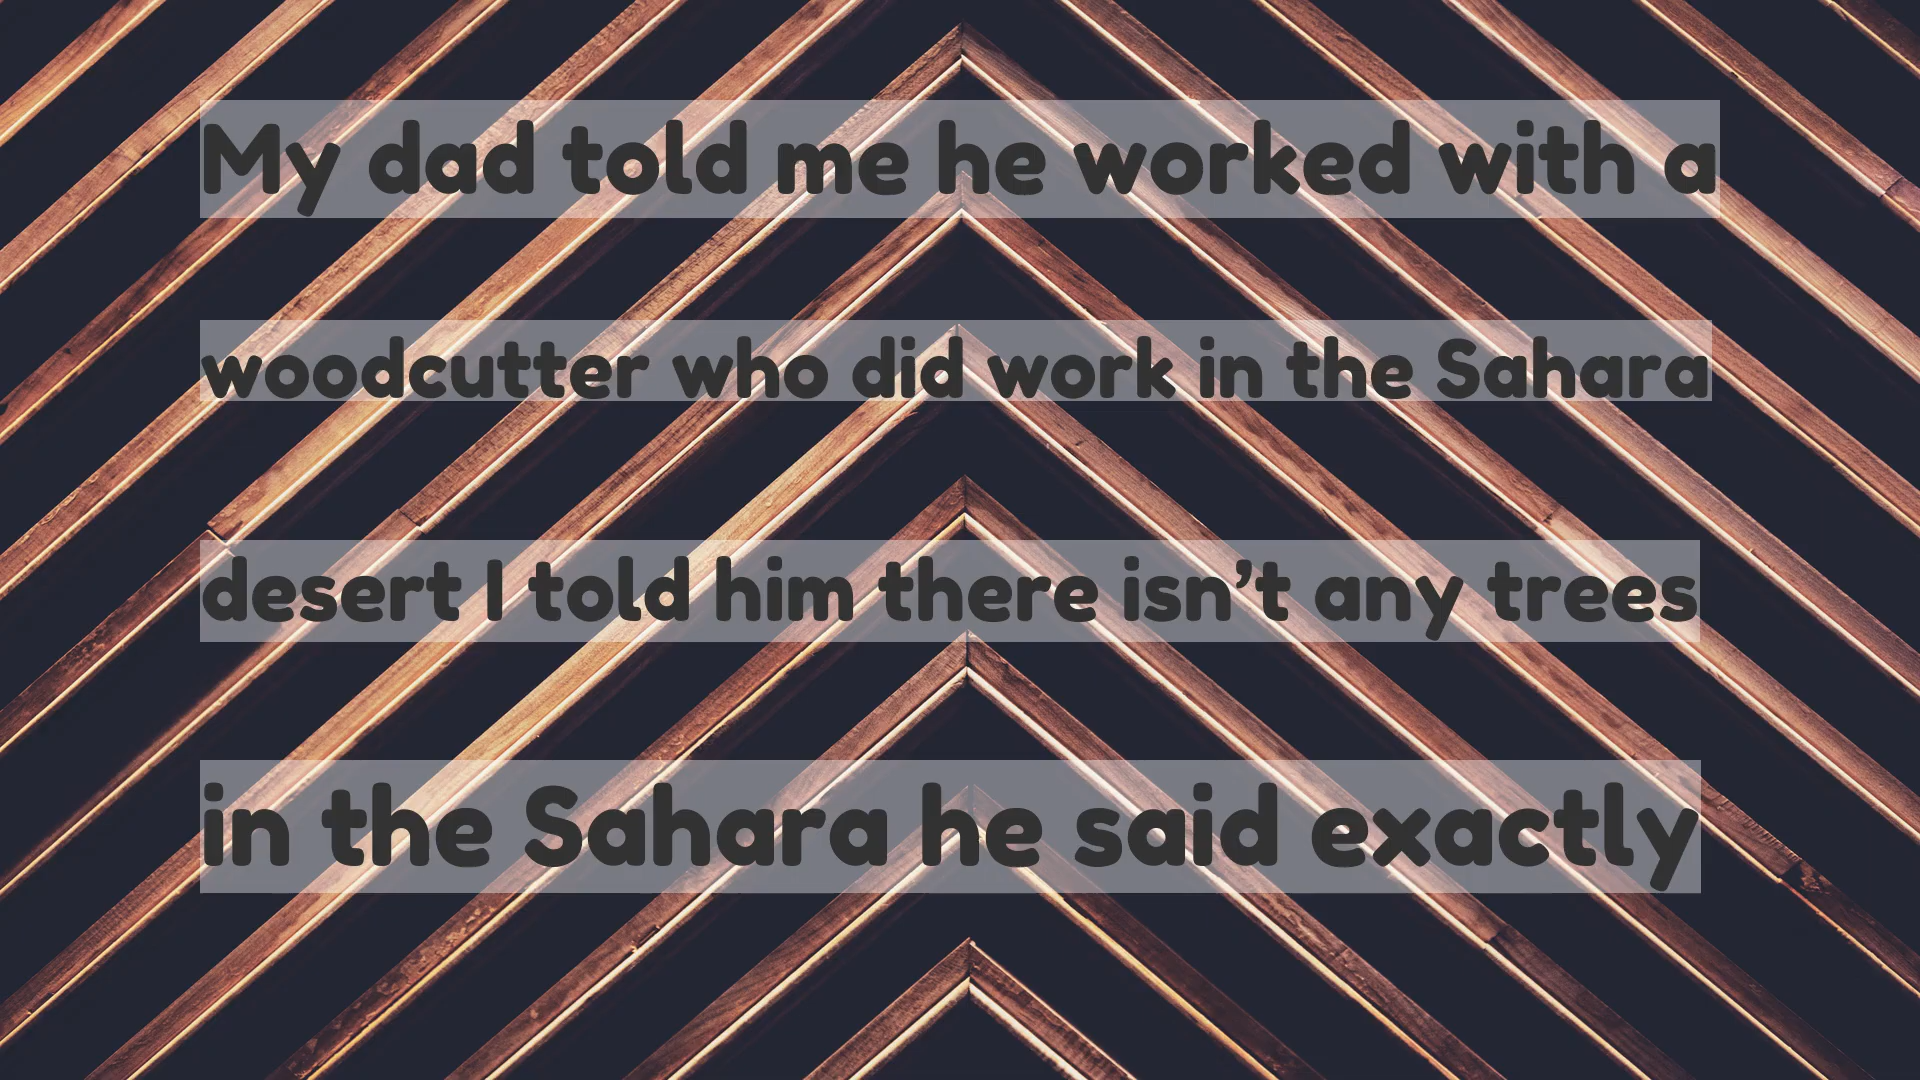 My dad told me he worked with a
woodcutter who did work in the Sahara
desert I told him there isn’t any trees
in the Sahara he said exactly